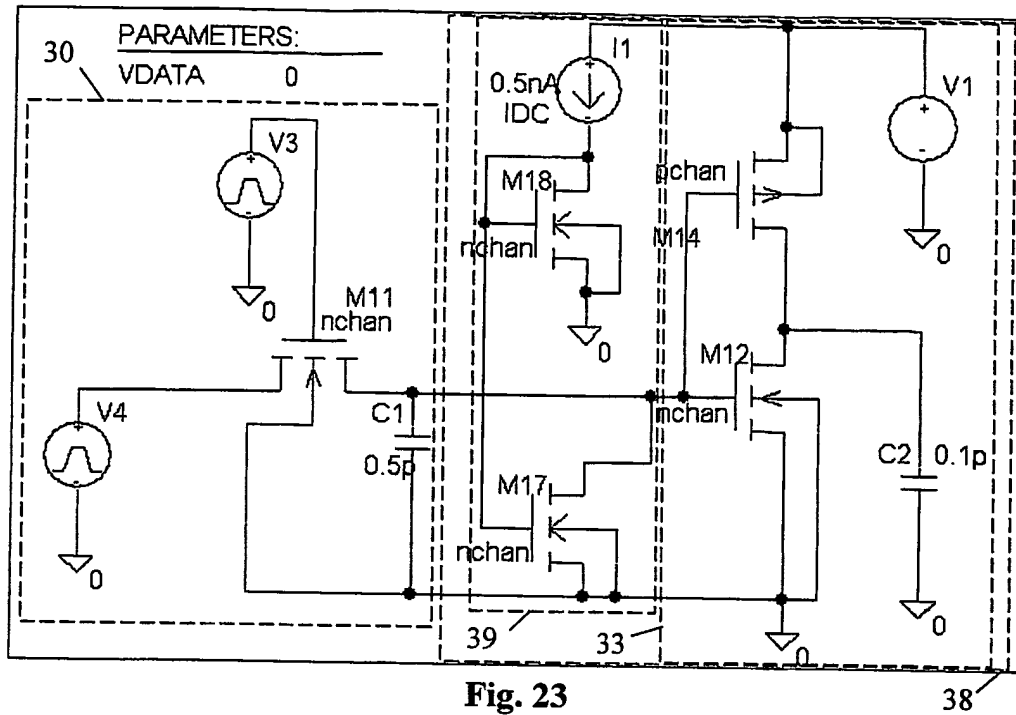 30
PARAMETERS:
VDATA 0
I1
0.5nA
IDC
V1
V3
0
M18
nchan
pchan
M14
0
0
M11
nchan
V4
0
C1
0.5p
M12
nchan
M17
nchan
C2
0.1p
0
0
39
33
38
Fig. 23